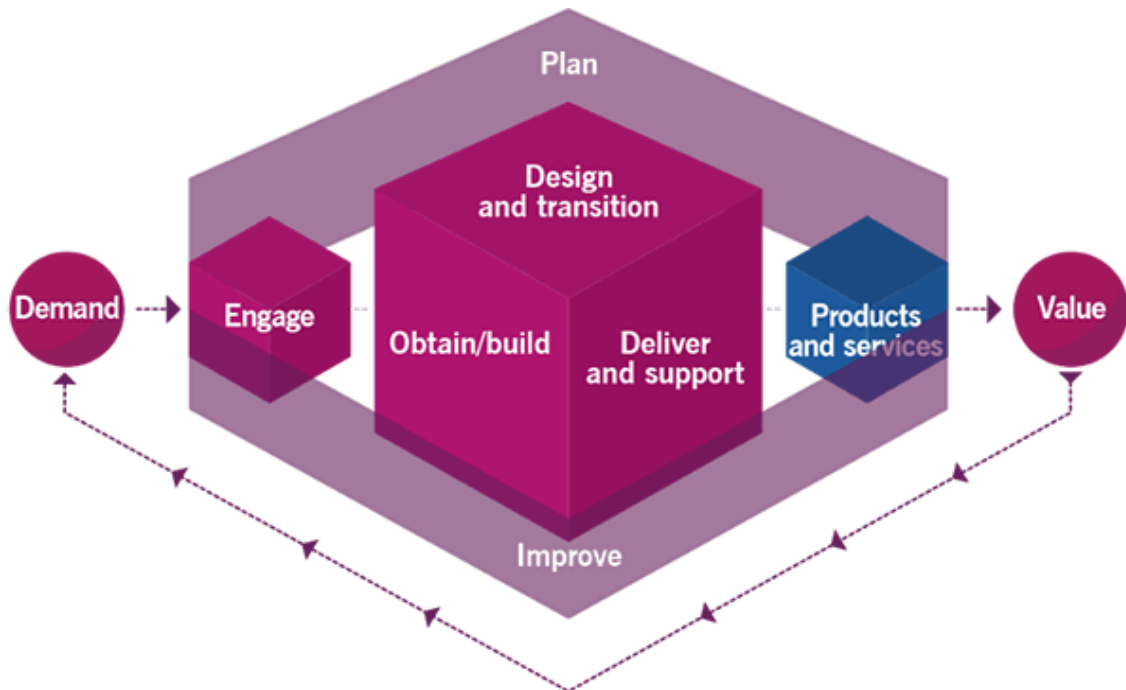 Plan
Design
and transition
Demand
Engage
Obtain/build
Deliver
and support
Products
and services
Value
Improve